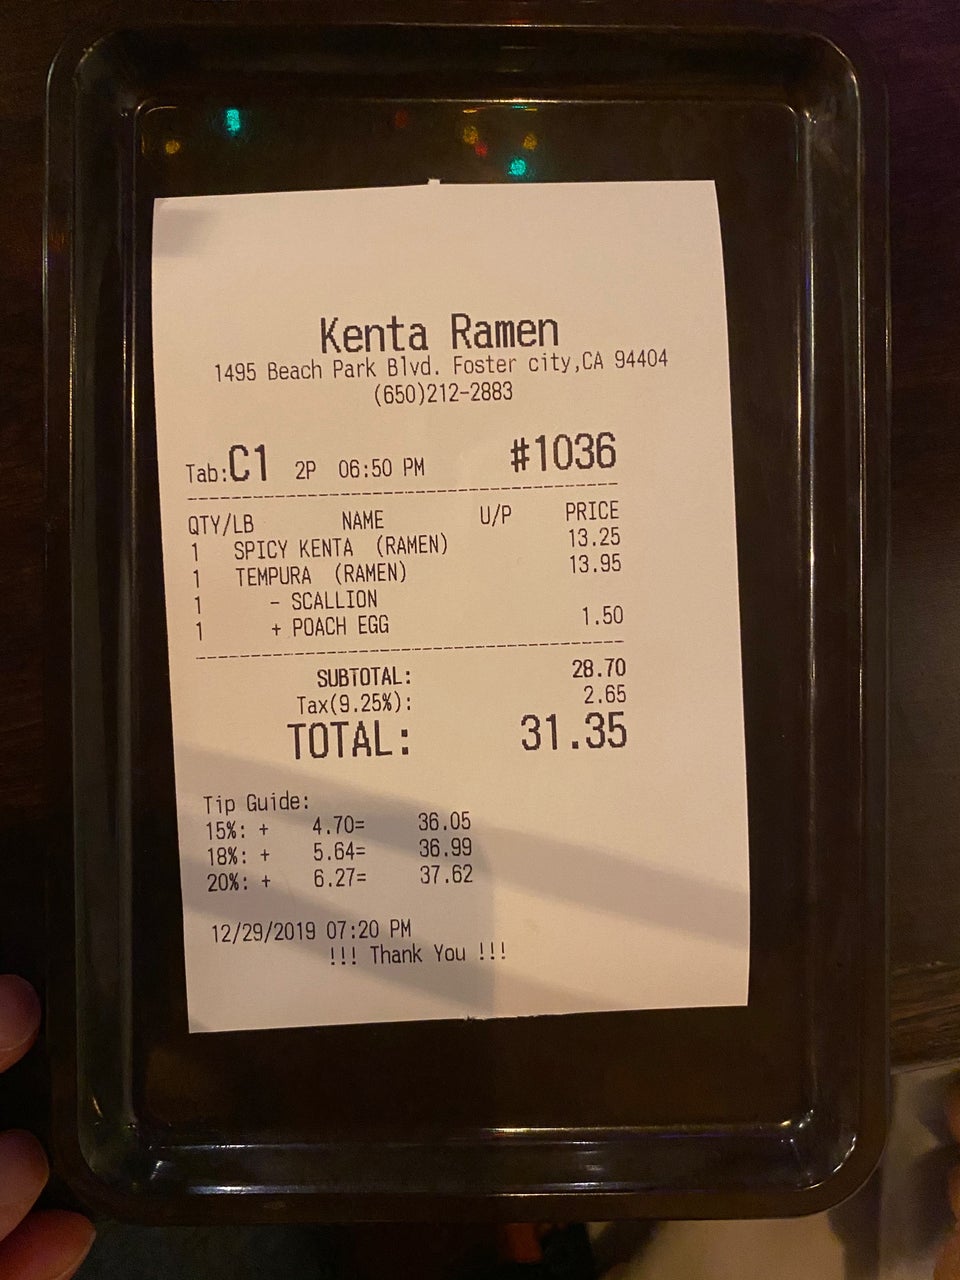 Kenta Ramen
1495 Beach Park Blvd. Foster city,CA 94404
(650)212-2883
Tab:C1 2P 06:50 PM #1036
QTY/LB NAME U/P PRICE
1 SPICY KENTA (RAMEN) 13.25
1 TEMPURA (RAMEN) 13.95
1 - SCALLION
1 + POACH EGG 1.50
SUBTOTAL: 28.70
Tax(9.25%): 2.65
TOTAL: 31.35
Tip Guide:
15%: + 4.70= 36.05
18%: + 5.64= 36.99
20%: + 6.27= 37.62
12/29/2019 07:20 PM
!!! Thank You !!!